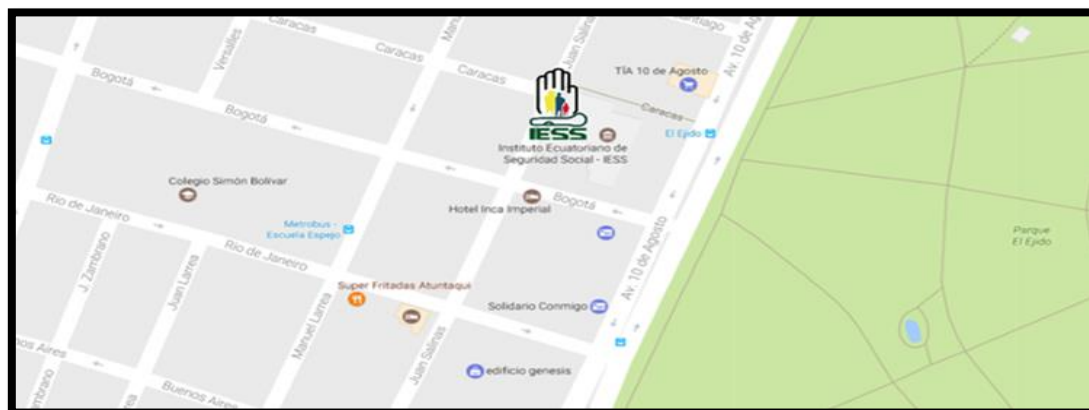 Caracas
Versalles
Juan Salinas
Santiago
Av. 10 de Agosto
Caracas
TÍA 10 de Agosto
Bogotá
Caracas
Bogotá
IESS
El Ejido
Instituto Ecuatoriano de
Seguridad Social - IESS
Colegio Simón Bolívar
Rio de Janeiro
Hotel Inca Imperial
Bogotá
Metrobus -
Escuela Espejo
Parque
El Ejido
Rio de Janeiro
J. Zambrano
Juan Larrea
Av. 10 de Agosto
Super Fritadas Atuntaqui
Solidario Conmigo
Manuel Larrea
Juan Salinas
Buenos Aires
edificio genesis